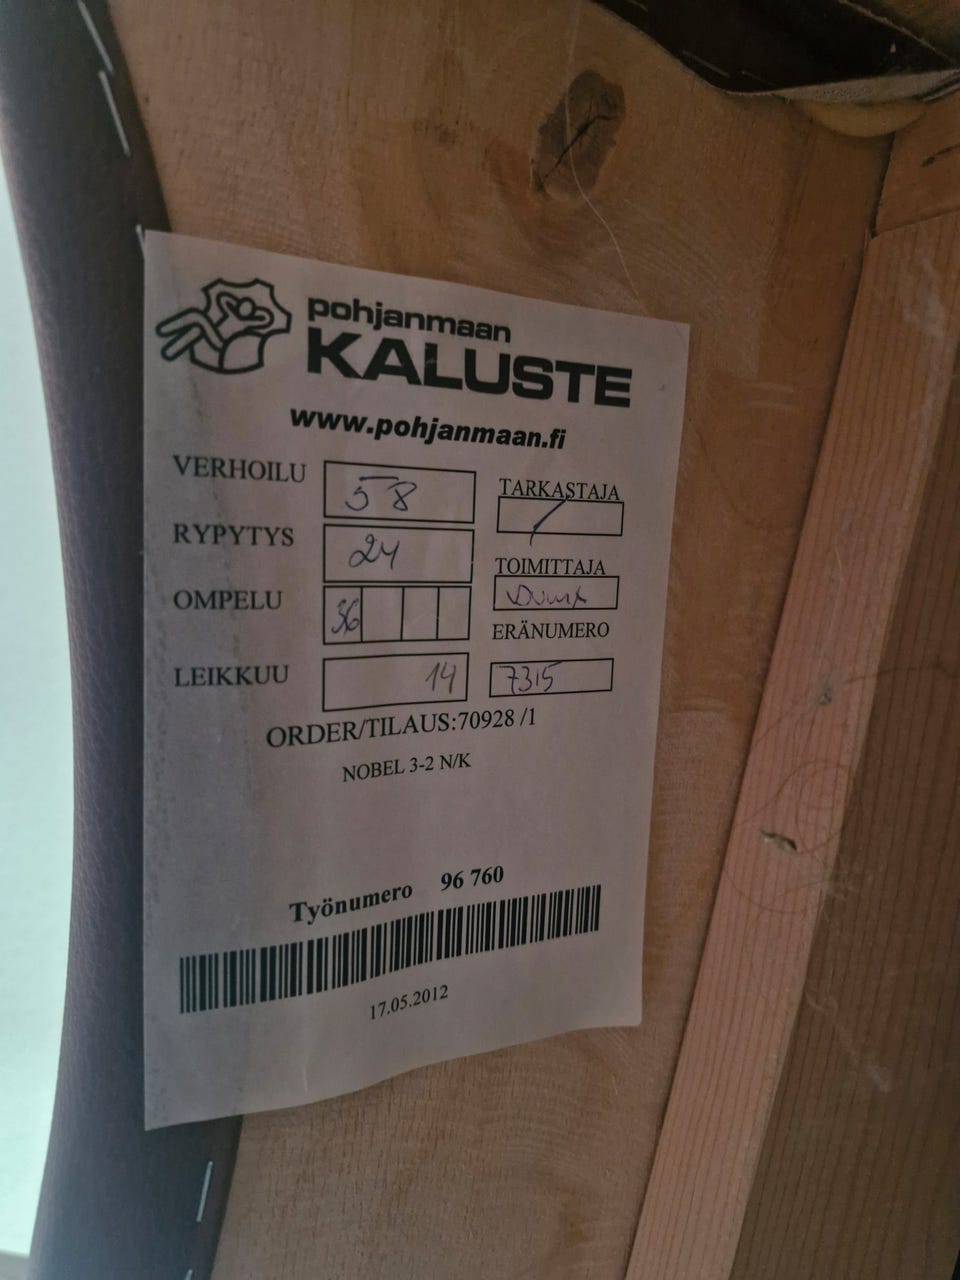 pohjanmaan
KALUSTE
www.pohjanmaan.fi
VERHOILU 58
TARKASTAJA
RYPYTYS 24
TOIMITTAJA
OMPELU 36
ERÄNUMERO
LEIKKUU 14
7315
ORDER/TILAUS:70928 /1
NOBEL 3-2 N/K
Työnumero 96 760
17.05.2012